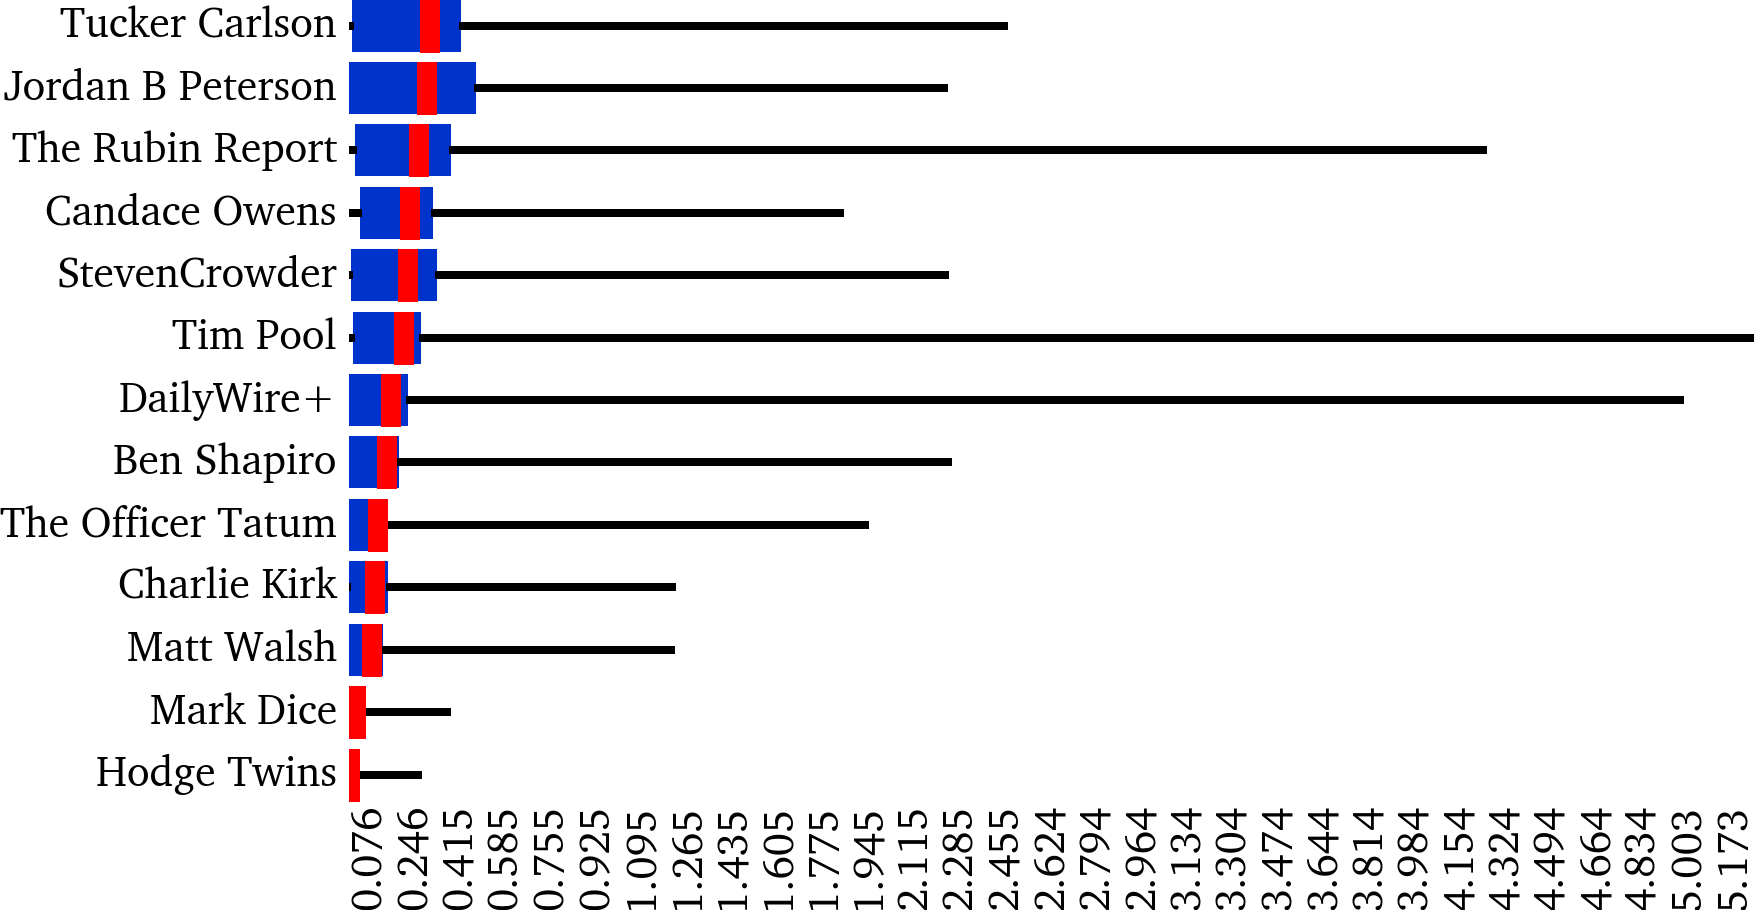 Tucker Carlson
Jordan B Peterson
The Rubin Report
Candace Owens
StevenCrowder
Tim Pool
DailyWire+
Ben Shapiro
The Officer Tatum
Charlie Kirk
Matt Walsh
Mark Dice
Hodge Twins
0.076
0.246
0.415
0.585
0.755
0.925
1.095
1.265
1.435
1.605
1.775
1.945
2.115
2.285
2.455
2.624
2.794
2.964
3.134
3.304
3.474
3.644
3.814
3.984
4.154
4.324
4.494
4.664
4.834
5.003
5.173